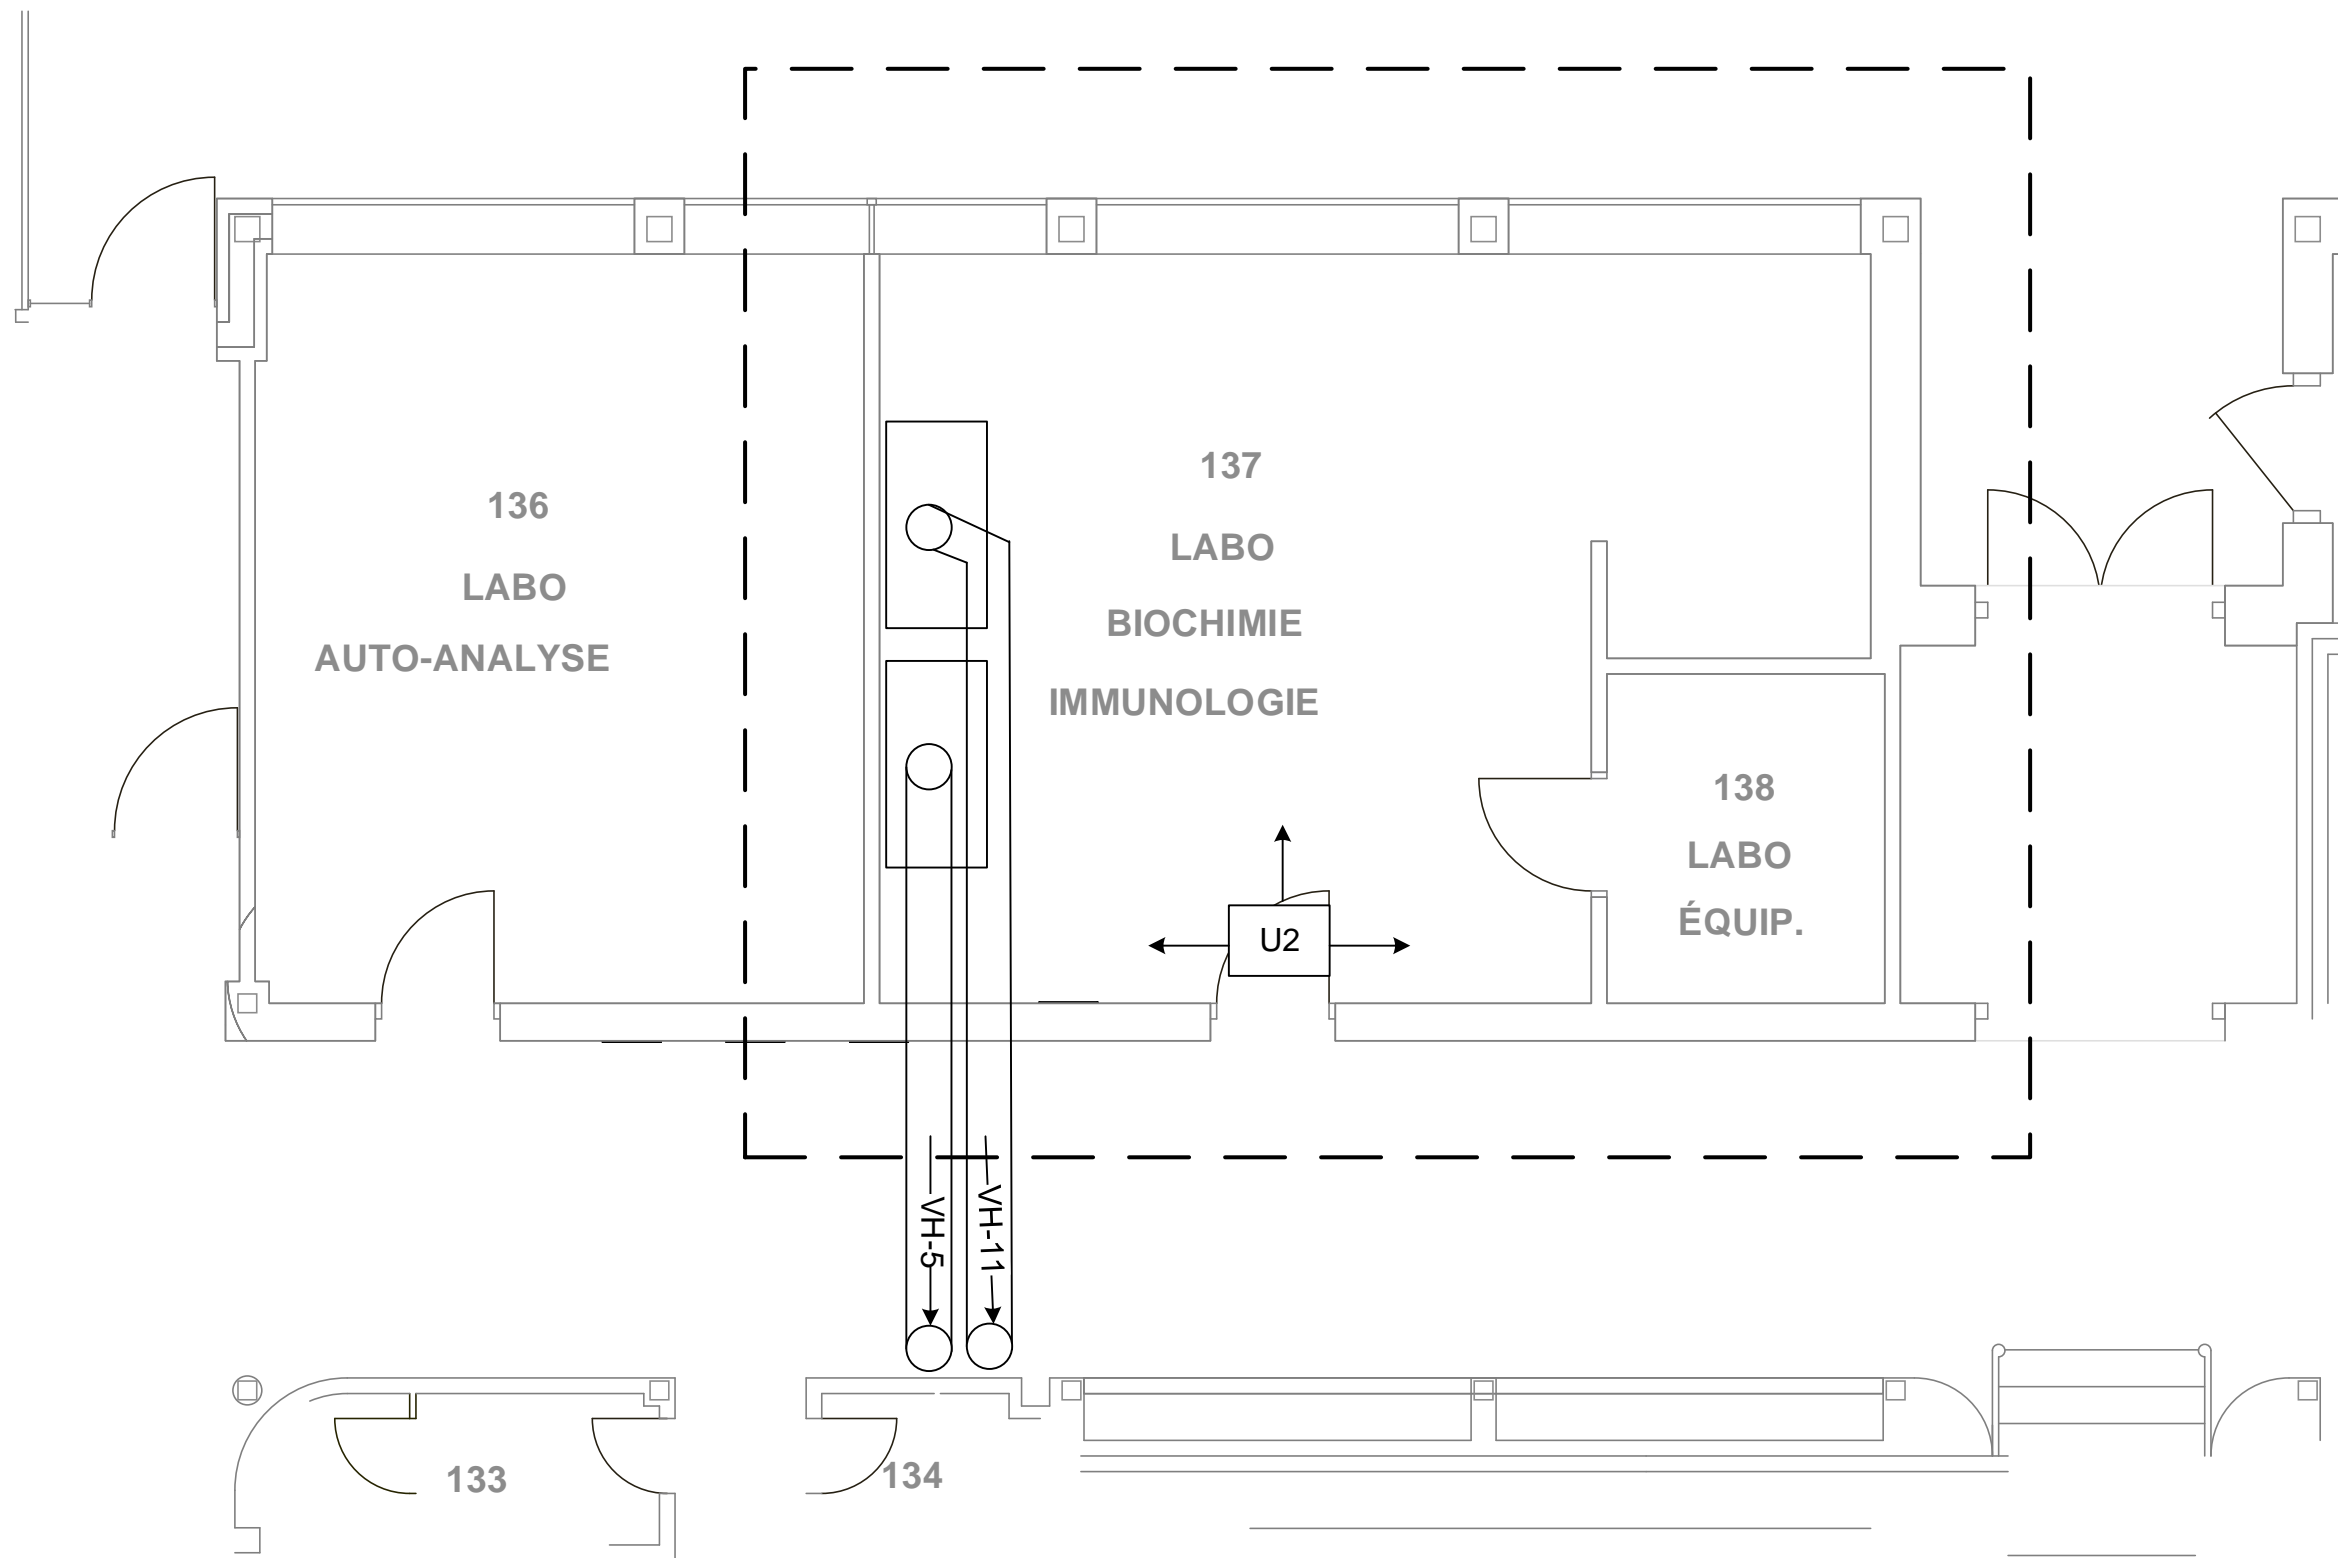 136
LABO
AUTO-ANALYSE
137
LABO
BIOCHIMIE
IMMUNOLOGIE
138
LABO
ÉQUIP.
U2
VH-5
VH-11
133
134